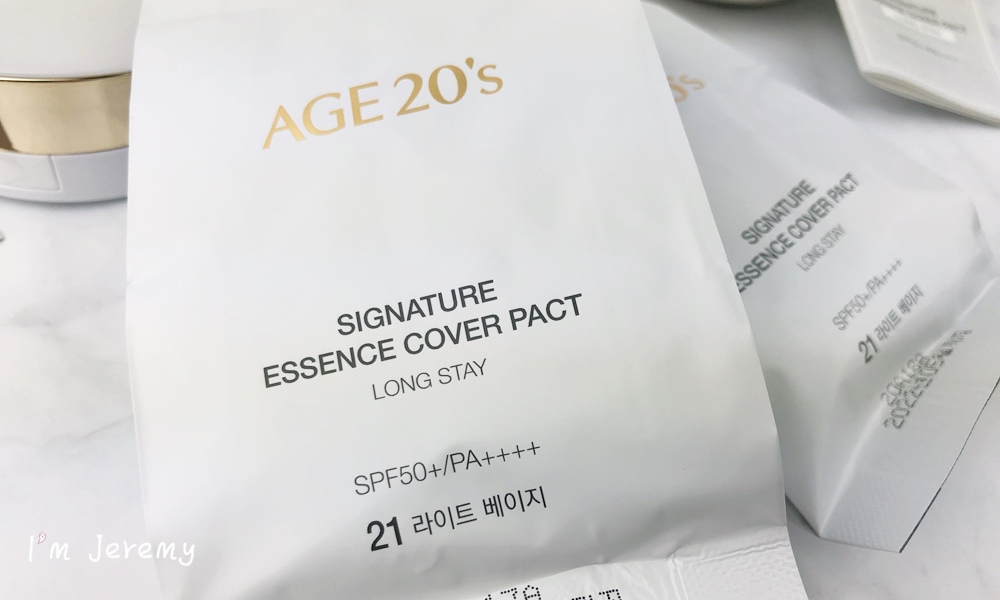 AGE 20's
SIGNATURE
ESSENCE COVER PACT
LONG STAY
SPF50+/PA++++
21 라이트 베이지
SIGNATURE
ESSENCE COVER PACT
LONG STAY
SPF50+/PA++++
21 라이트 베이지
I'm Jeremy